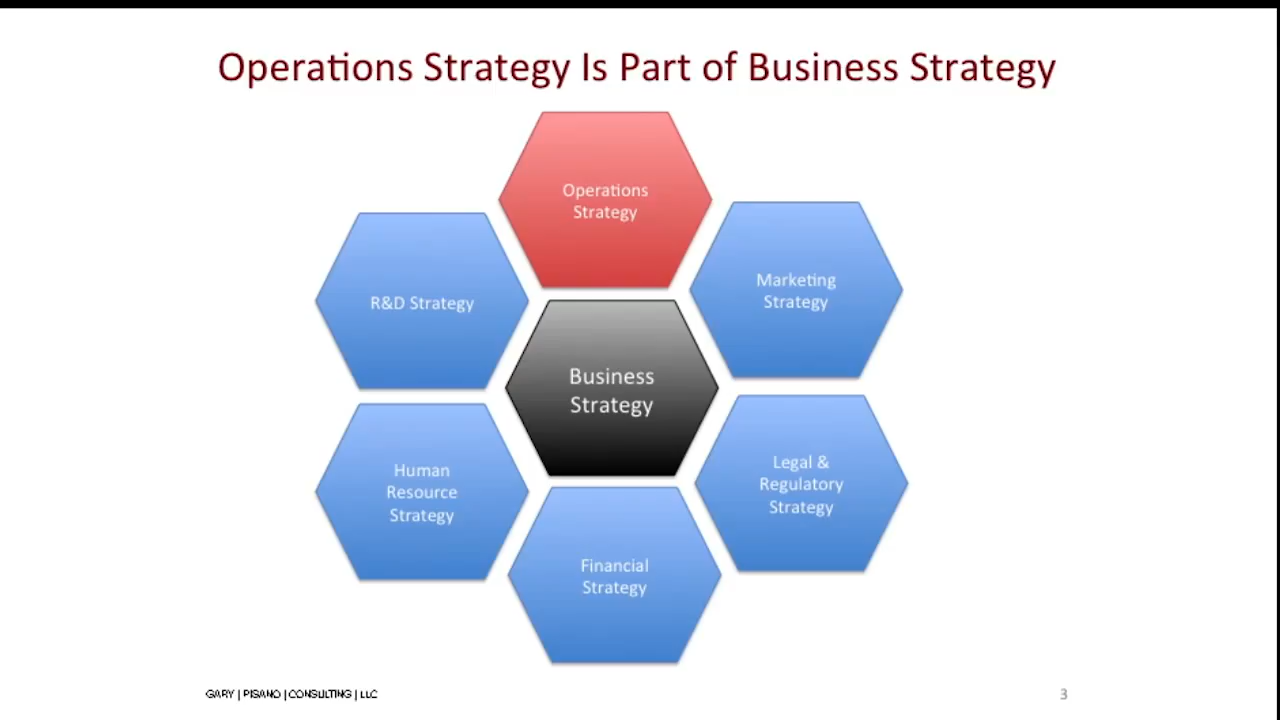 Operations Strategy Is Part of Business Strategy
Operations
Strategy
Marketing
Strategy
R&D Strategy
Business
Strategy
Legal &
Regulatory
Strategy
Human
Resource
Strategy
Financial
Strategy
GARY | PISANO | CONSULTING | LLC
3